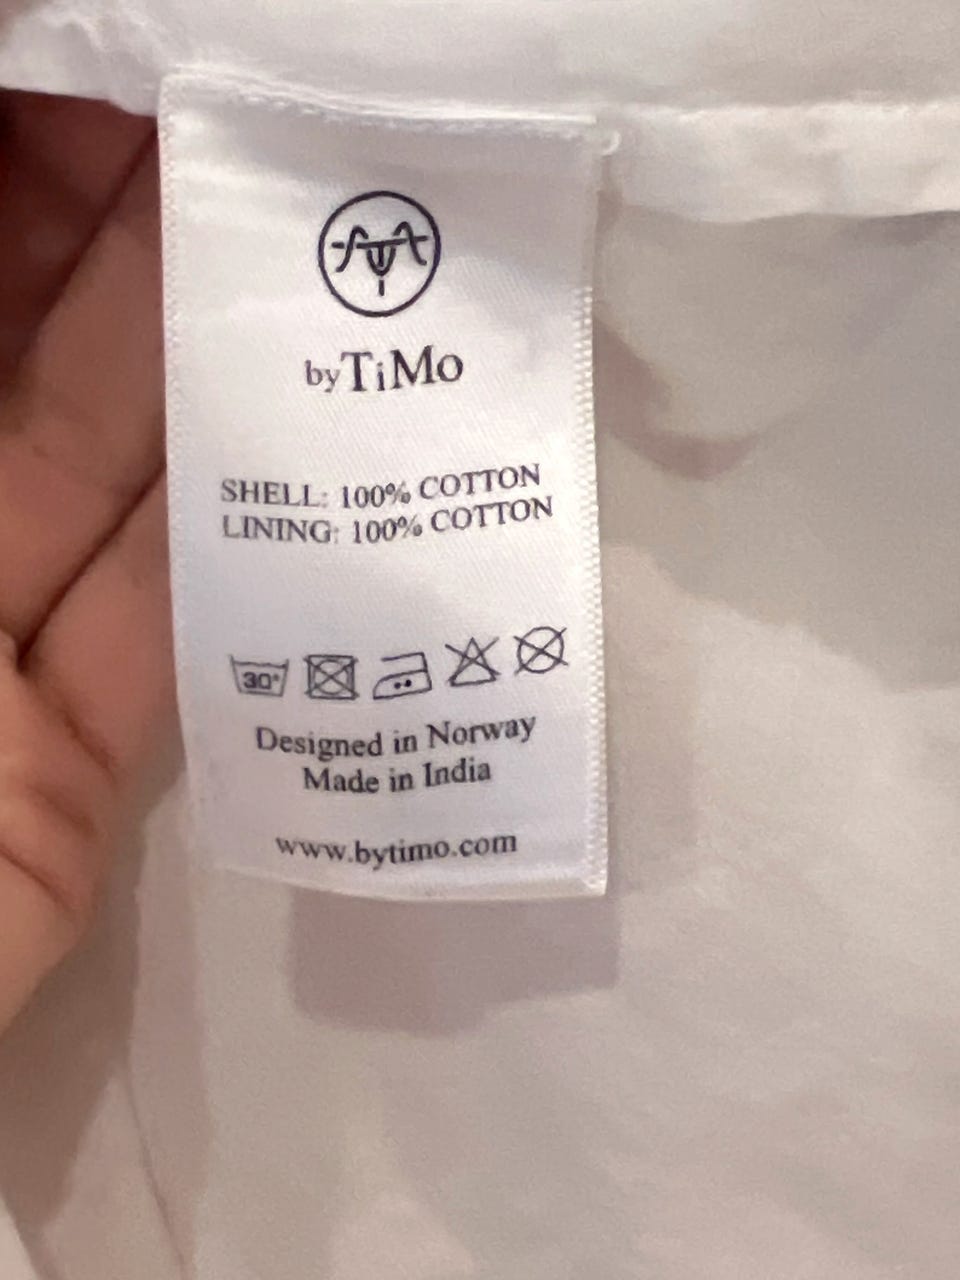 byTiMo
SHELL: 100% COTTON
LINING: 100% COTTON
30°
Designed in Norway
Made in India
www.bytimo.com